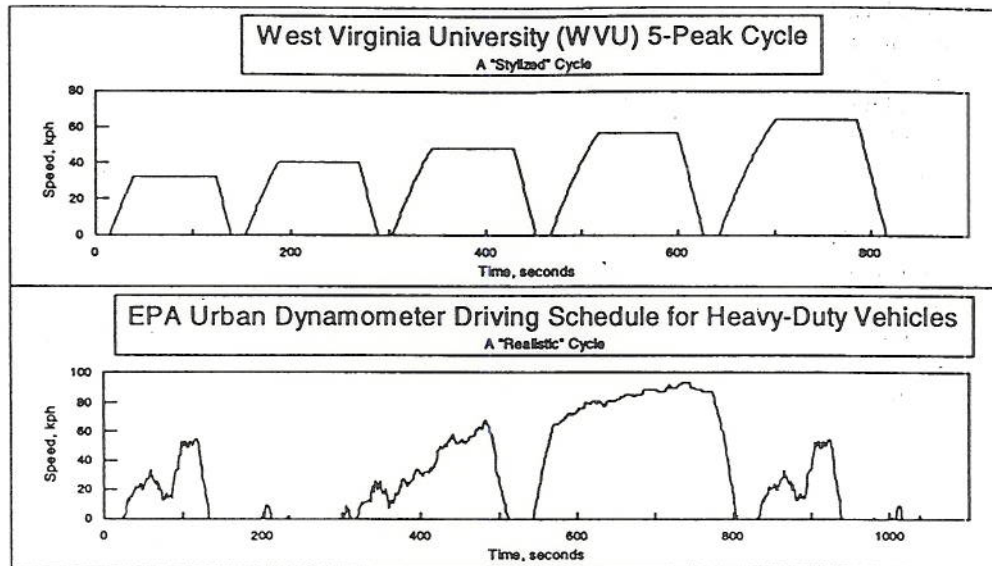 West Virginia University (WVU) 5-Peak Cycle
A "Stylized" Cycle
80
60
40
20
0
Speed, kph
0 200 400 600 800
Time, seconds
EPA Urban Dynamometer Driving Schedule for Heavy-Duty Vehicles
A "Realistic" Cycle
100
80
60
40
20
0
Speed, kph
0 200 400 600 800 1000
Time, seconds